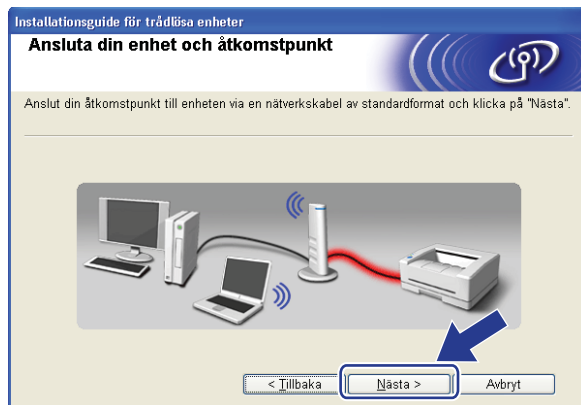 Installationsguide för trådlösa enheter
Ansluta din enhet och åtkomstpunkt
Anslut din åtkomstpunkt till enheten via en nätverkskabel av standardformat och klicka på "Nästa".
< Tillbaka Nästa > Avbryt